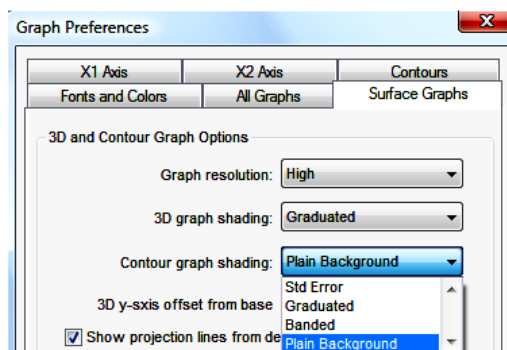 Graph Preferences
X1 Axis X2 Axis Contours
Fonts and Colors All Graphs Surface Graphs
3D and Contour Graph Options
Graph resolution: High
3D graph shading: Graduated
Contour graph shading: Plain Background
Std Error
3D y-sxis offset from base Graduated
Banded
Show projection lines from de Plain Background